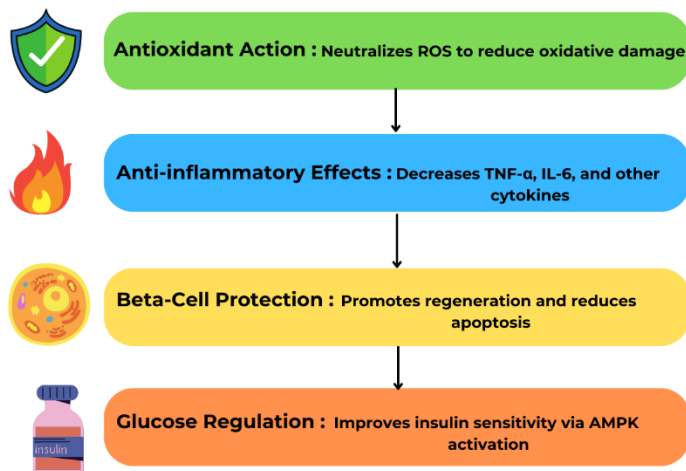 Antioxidant Action : Neutralizes ROS to reduce oxidative damage
Anti-inflammatory Effects : Decreases TNF-α, IL-6, and other
cytokines
Beta-Cell Protection : Promotes regeneration and reduces
apoptosis
Glucose Regulation : Improves insulin sensitivity via AMPK
activation
insulin